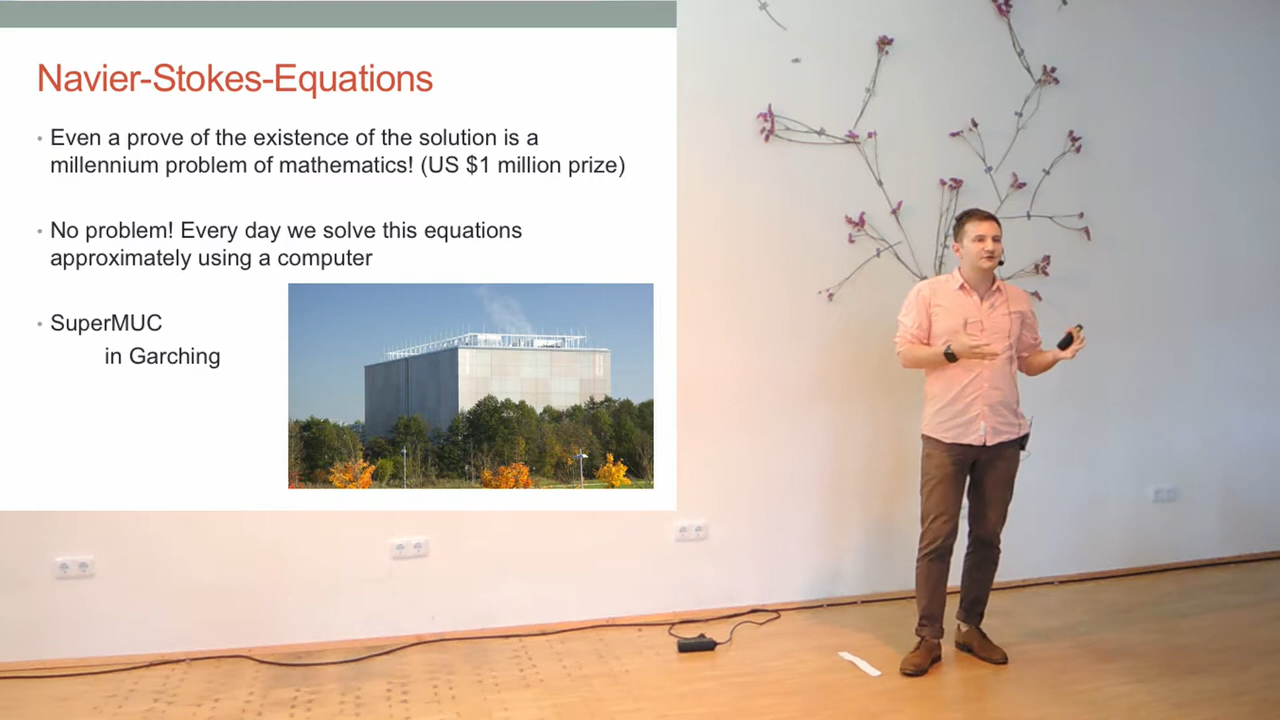 Navier-Stokes-Equations
• Even a prove of the existence of the solution is a
millennium problem of mathematics! (US $1 million prize)
• No problem! Every day we solve this equations
approximately using a computer
• SuperMUC
in Garching